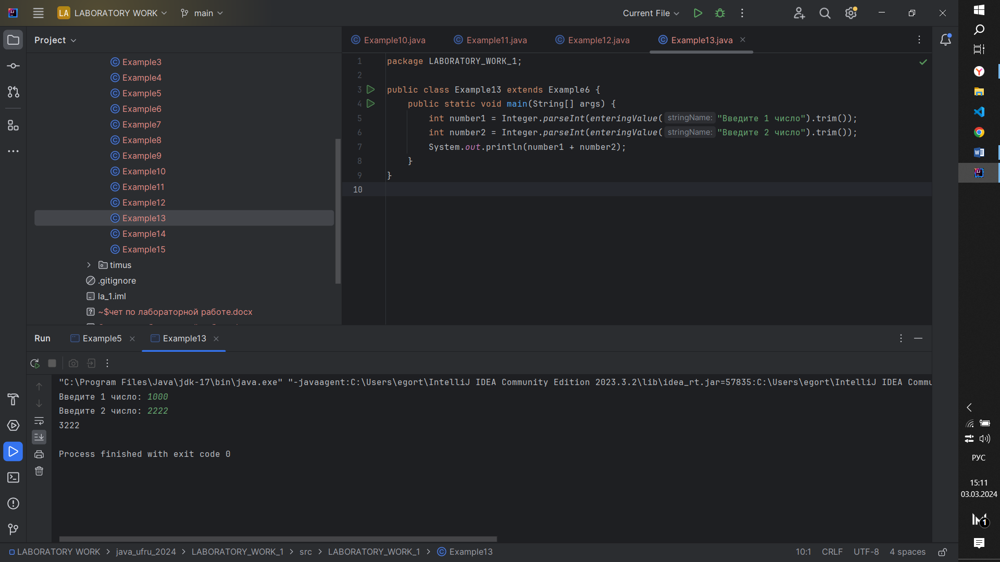 LA LABORATORY WORK main Current File
Project
Example10.java Example11.java Example12.java Example13.java
Example3
Example4
Example5
Example6
Example7
Example8
Example9
Example10
Example11
Example12
Example13
Example14
Example15
timus
.gitignore
la_1.iml
~$чет по лабораторной работе.docx
1 package LABORATORY_WORK_1;
2
3 public class Example13 extends Example6 {
4 public static void main(String[] args) {
5 int number1 = Integer.parseInt(enteringValue( stringName: "Введите 1 число").trim());
6 int number2 = Integer.parseInt(enteringValue( stringName: "Введите 2 число").trim());
7 System.out.println(number1 + number2);
8 }
9 }
10
Run Example5 Example13
"C:\Program Files\Java\jdk-17\bin\java.exe" "-javaagent:C:\Users\egort\IntelliJ IDEA Community Edition 2023.3.2\lib\idea_rt.jar=57835:C:\Users\egort\IntelliJ IDEA Commu
Введите 1 число: 1000
Введите 2 число: 2222
3222
Process finished with exit code 0
LABORATORY WORK > java_ufru_2024 > LABORATORY_WORK_1 > src > LABORATORY_WORK_1 > Example13
10:1 CRLF UTF-8 4 spaces
РУС
15:11
03.03.2024
1